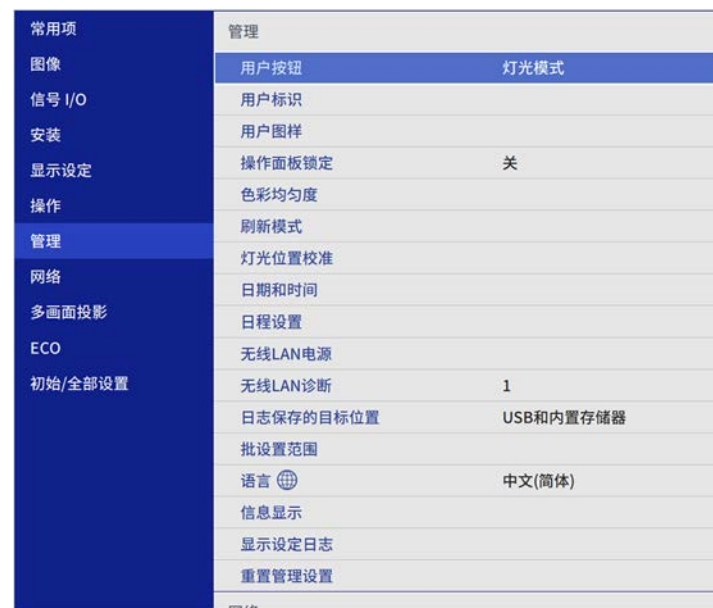 常用项
图像
信号 I/O
安装
显示设定
操作
管理
网络
多画面投影
ECO
初始/全部设置
管理
用户按钮 灯光模式
用户标识
用户图样
操作面板锁定 关
色彩均匀度
刷新模式
灯光位置校准
日期和时间
日程设置
无线LAN电源
无线LAN诊断 1
日志保存的目标位置 USB和内置存储器
批设置范围
语言 中文(简体)
信息显示
显示设定日志
重置管理设置